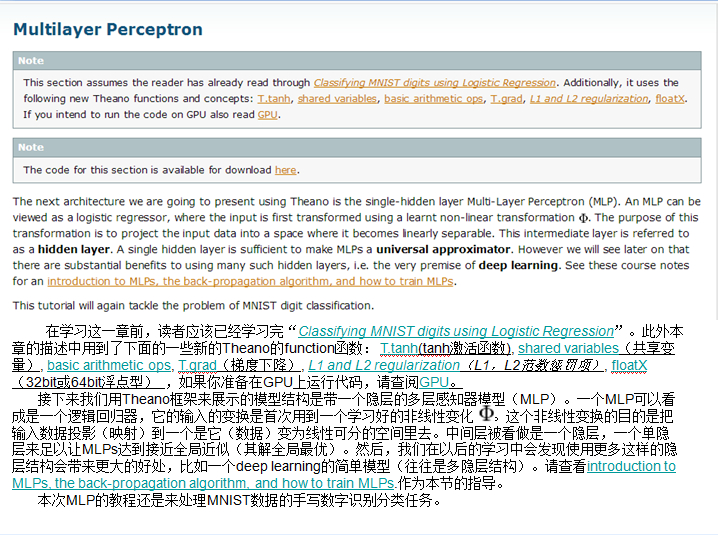 Multilayer Perceptron
Note
This section assumes the reader has already read through Classifying MNIST digits using Logistic Regression. Additionally, it uses the
following new Theano functions and concepts: T.tanh, shared variables, basic arithmetic ops, T.grad, L1 and L2 regularization, floatX.
If you intend to run the code on GPU also read GPU.
Note
The code for this section is available for download here.
The next architecture we are going to present using Theano is the single-hidden layer Multi-Layer Perceptron (MLP). An MLP can be
viewed as a logistic regressor, where the input is first transformed using a learnt non-linear transformation Φ. The purpose of this
transformation is to project the input data into a space where it becomes linearly separable. This intermediate layer is referred to
as a hidden layer. A single hidden layer is sufficient to make MLPs a universal approximator. However we will see later on that
there are substantial benefits to using many such hidden layers, i.e. the very premise of deep learning. See these course notes
for an introduction to MLPs, the back-propagation algorithm, and how to train MLPs.
This tutorial will again tackle the problem of MNIST digit classification.
在学习这一章前，读者应该已经学习完“Classifying MNIST digits using Logistic Regression”。此外本
章的描述中用到了下面的一些新的Theano的function函数： T.tanh(tanh激活函数), shared variables（共享变
量）, basic arithmetic ops, T.grad（梯度下降）, L1 and L2 regularization（L1，L2范数惩罚项）, floatX
（32bit或64bit浮点型），如果你准备在GPU上运行代码，请查阅GPU。
接下来我们用Theano框架来展示的模型结构是带一个隐层的多层感知器模型（MLP）。一个MLP可以看
成是一个逻辑回归器，它的输入的变换是首次用到一个学习好的非线性变化 Φ。这个非线性变换的目的是把
输入数据投影（映射）到一个是它（数据）变为线性可分的空间里去。中间层被看做是一个隐层，一个单隐
层来足以让MLPs达到接近全局近似（其解全局最优）。然后，我们在以后的学习中会发现使用更多这样的隐
层结构会带来更大的好处，比如一个deep learning的简单模型（往往是多隐层结构）。请查看introduction to
MLPs, the back-propagation algorithm, and how to train MLPs.作为本节的指导。
本次MLP的教程还是来处理MNIST数据的手写数字识别分类任务。